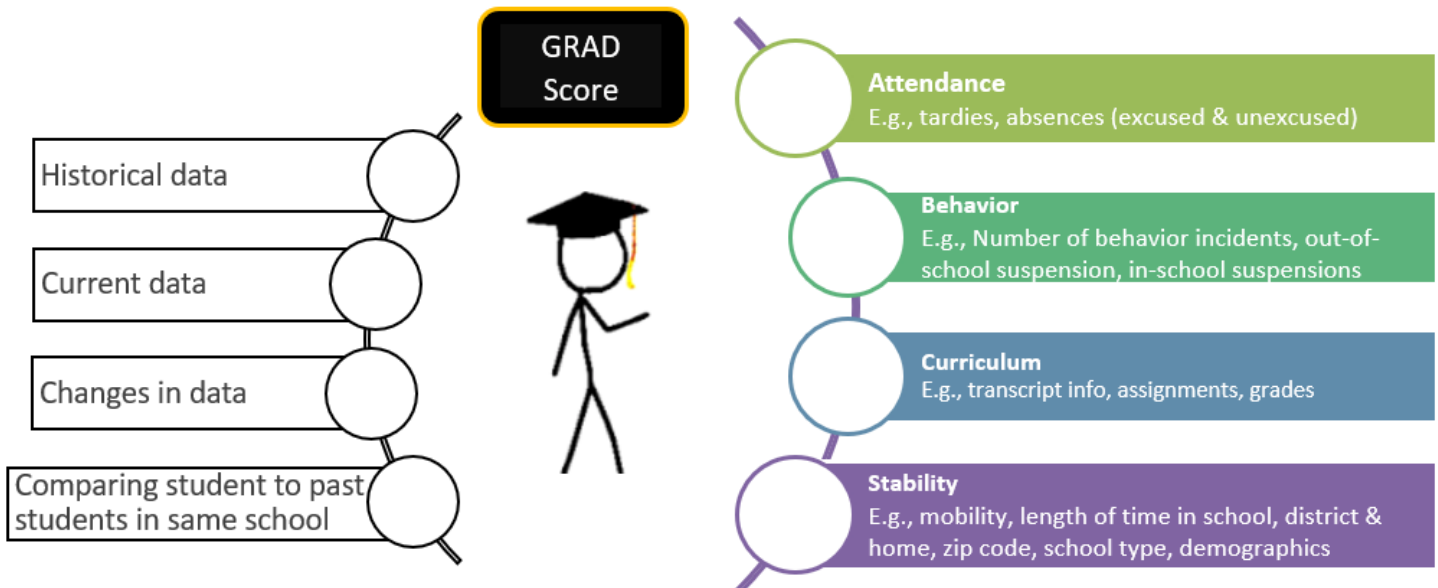 GRAD
Score
Historical data
Current data
Changes in data
Comparing student to past
students in same school
Attendance
E.g., tardies, absences (excused & unexcused)
Behavior
E.g., Number of behavior incidents, out-of-
school suspension, in-school suspensions
Curriculum
E.g., transcript info, assignments, grades
Stability
E.g., mobility, length of time in school, district &
home, zip code, school type, demographics